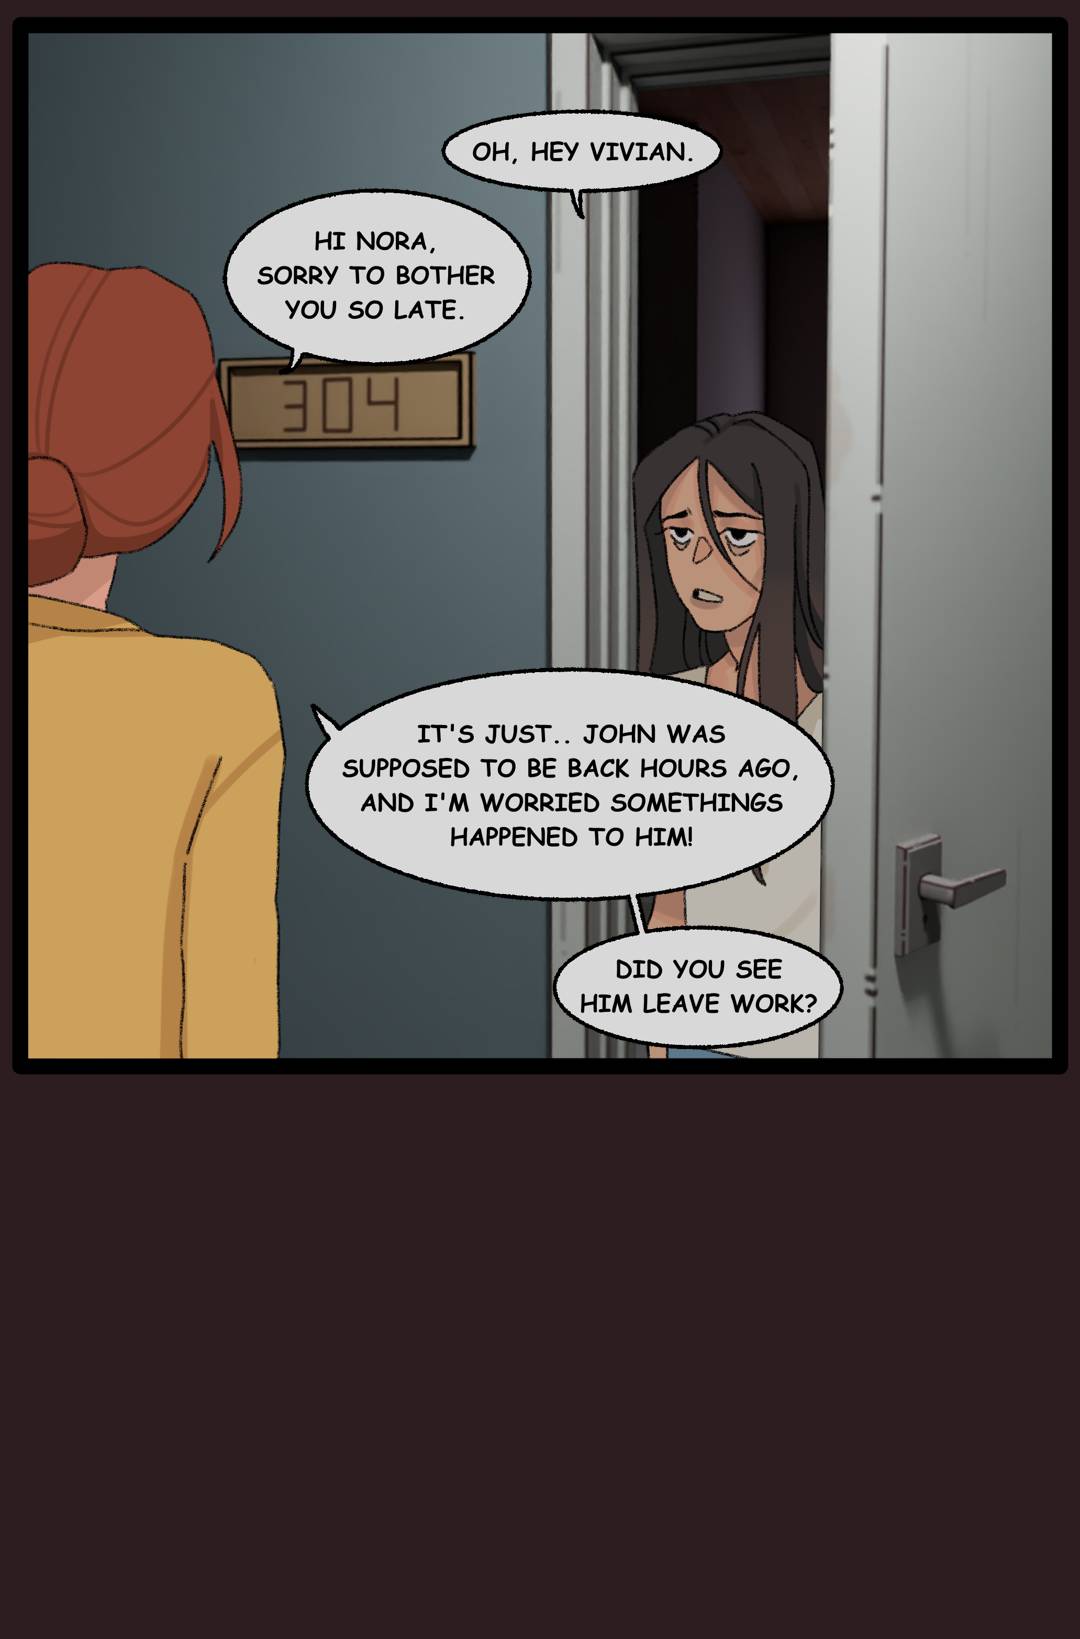 OH, HEY VIVIAN.
HI NORA,
SORRY TO BOTHER
YOU SO LATE.
304
IT'S JUST.. JOHN WAS
SUPPOSED TO BE BACK HOURS AGO,
AND I'M WORRIED SOMETHINGS
HAPPENED TO HIM!
DID YOU SEE
HIM LEAVE WORK?